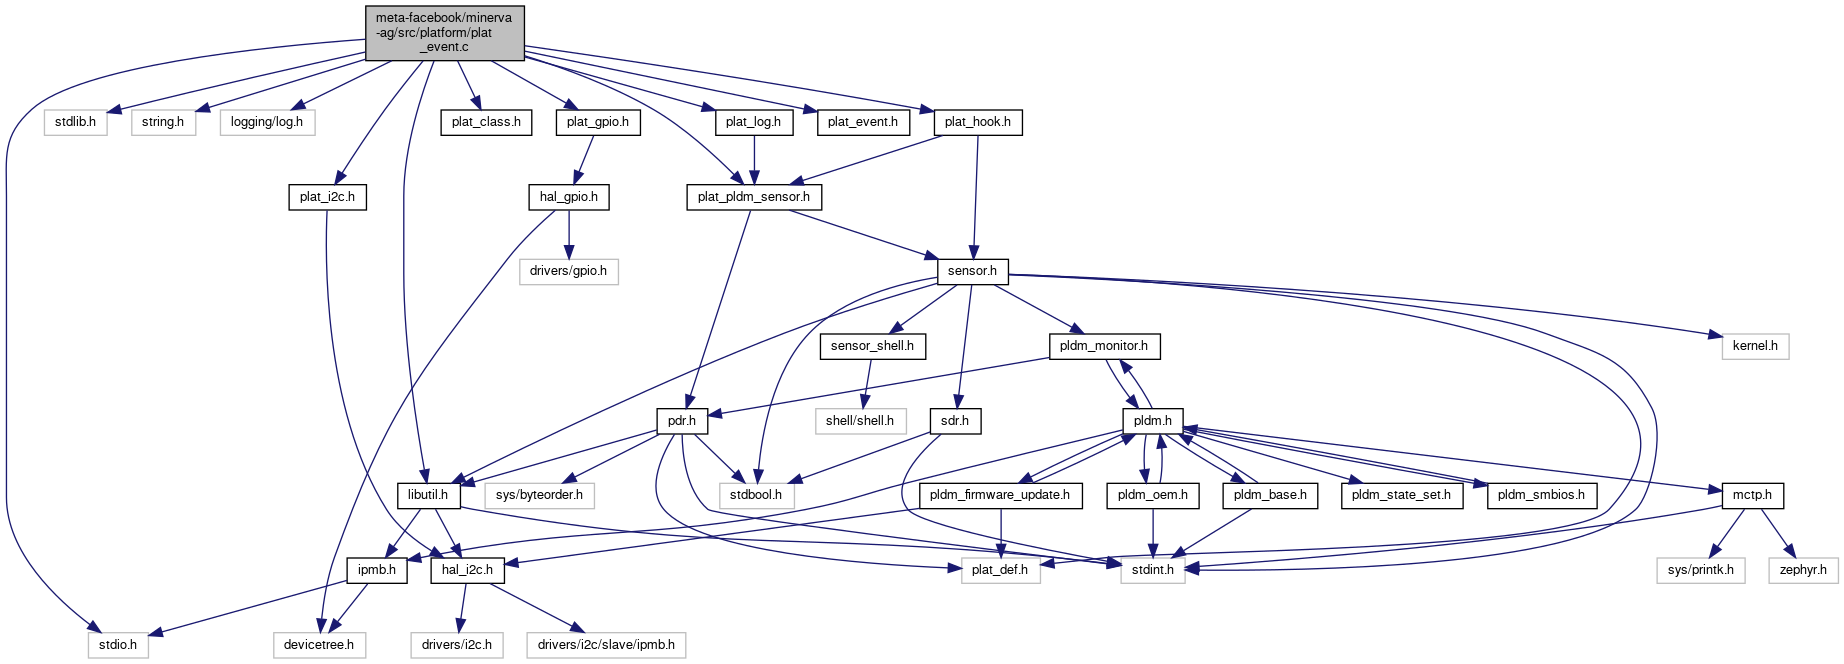 meta-facebook/minerva
-ag/src/platform/plat
_event.c
stdlib.h
string.h
logging/log.h
plat_class.h
plat_gpio.h
plat_log.h
plat_event.h
plat_hook.h
plat_i2c.h
hal_gpio.h
plat_pldm_sensor.h
drivers/gpio.h
sensor.h
sensor_shell.h
pldm_monitor.h
kernel.h
pdr.h
shell/shell.h
sdr.h
pldm.h
libutil.h
sys/byteorder.h
stdbool.h
pldm_firmware_update.h
pldm_oem.h
pldm_base.h
pldm_state_set.h
pldm_smbios.h
mctp.h
ipmb.h
hal_i2c.h
plat_def.h
stdint.h
sys/printk.h
zephyr.h
stdio.h
devicetree.h
drivers/i2c.h
drivers/i2c/slave/ipmb.h